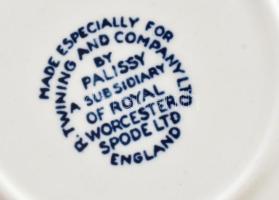 MADE ESPECIALLY FOR
R. TWINING AND COMPANY LTD
BY
PALISSY
A SUBSIDIARY
OF ROYAL
WORCESTER
SPODE LTD
ENGLAND